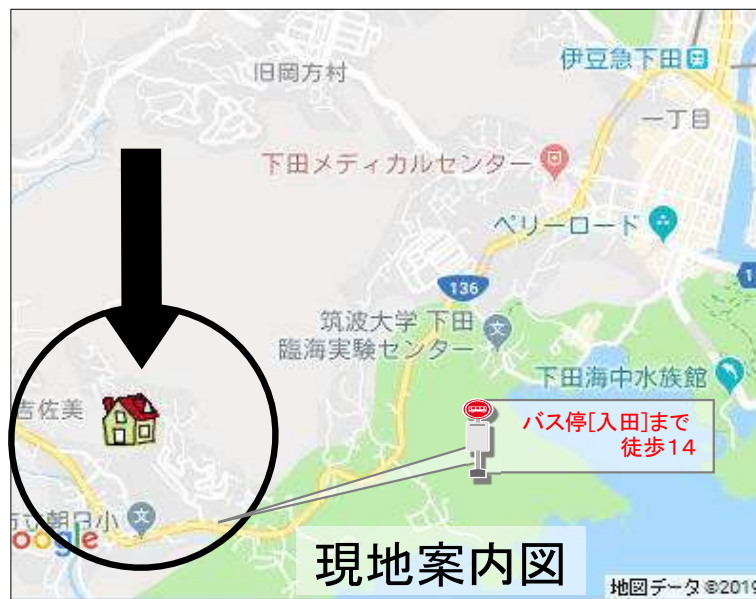 旧岡方村
伊豆急下田
一丁目
下田メディカルセンター
ペリーロード
136
筑波大学 下田
臨海実験センター
下田海中水族館
吉佐美
バス停[入田]まで
徒歩14
市立朝日小
現地案内図
地図データ ©2019